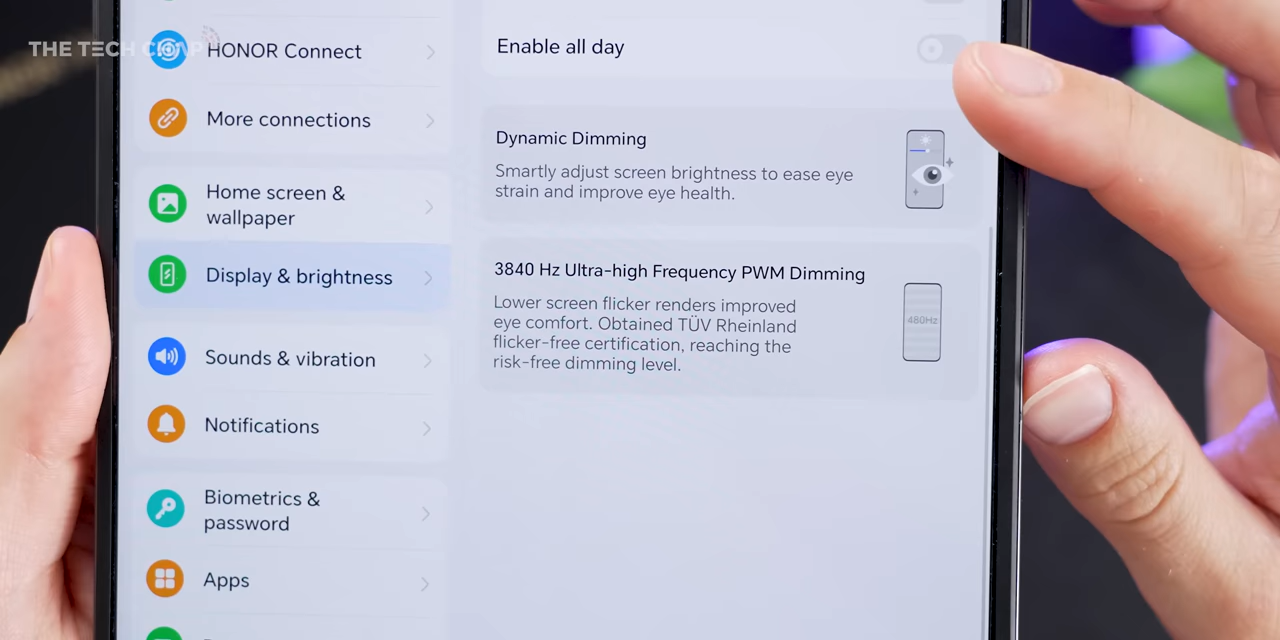 THE TECH CHAP
HONOR Connect
More connections
Home screen &
wallpaper
Display & brightness
Sounds & vibration
Notifications
Biometrics &
password
Apps
Enable all day
Dynamic Dimming
Smartly adjust screen brightness to ease eye
strain and improve eye health.
3840 Hz Ultra-high Frequency PWM Dimming
Lower screen flicker renders improved
eye comfort. Obtained TÜV Rheinland
flicker-free certification, reaching the
risk-free dimming level.
480Hz